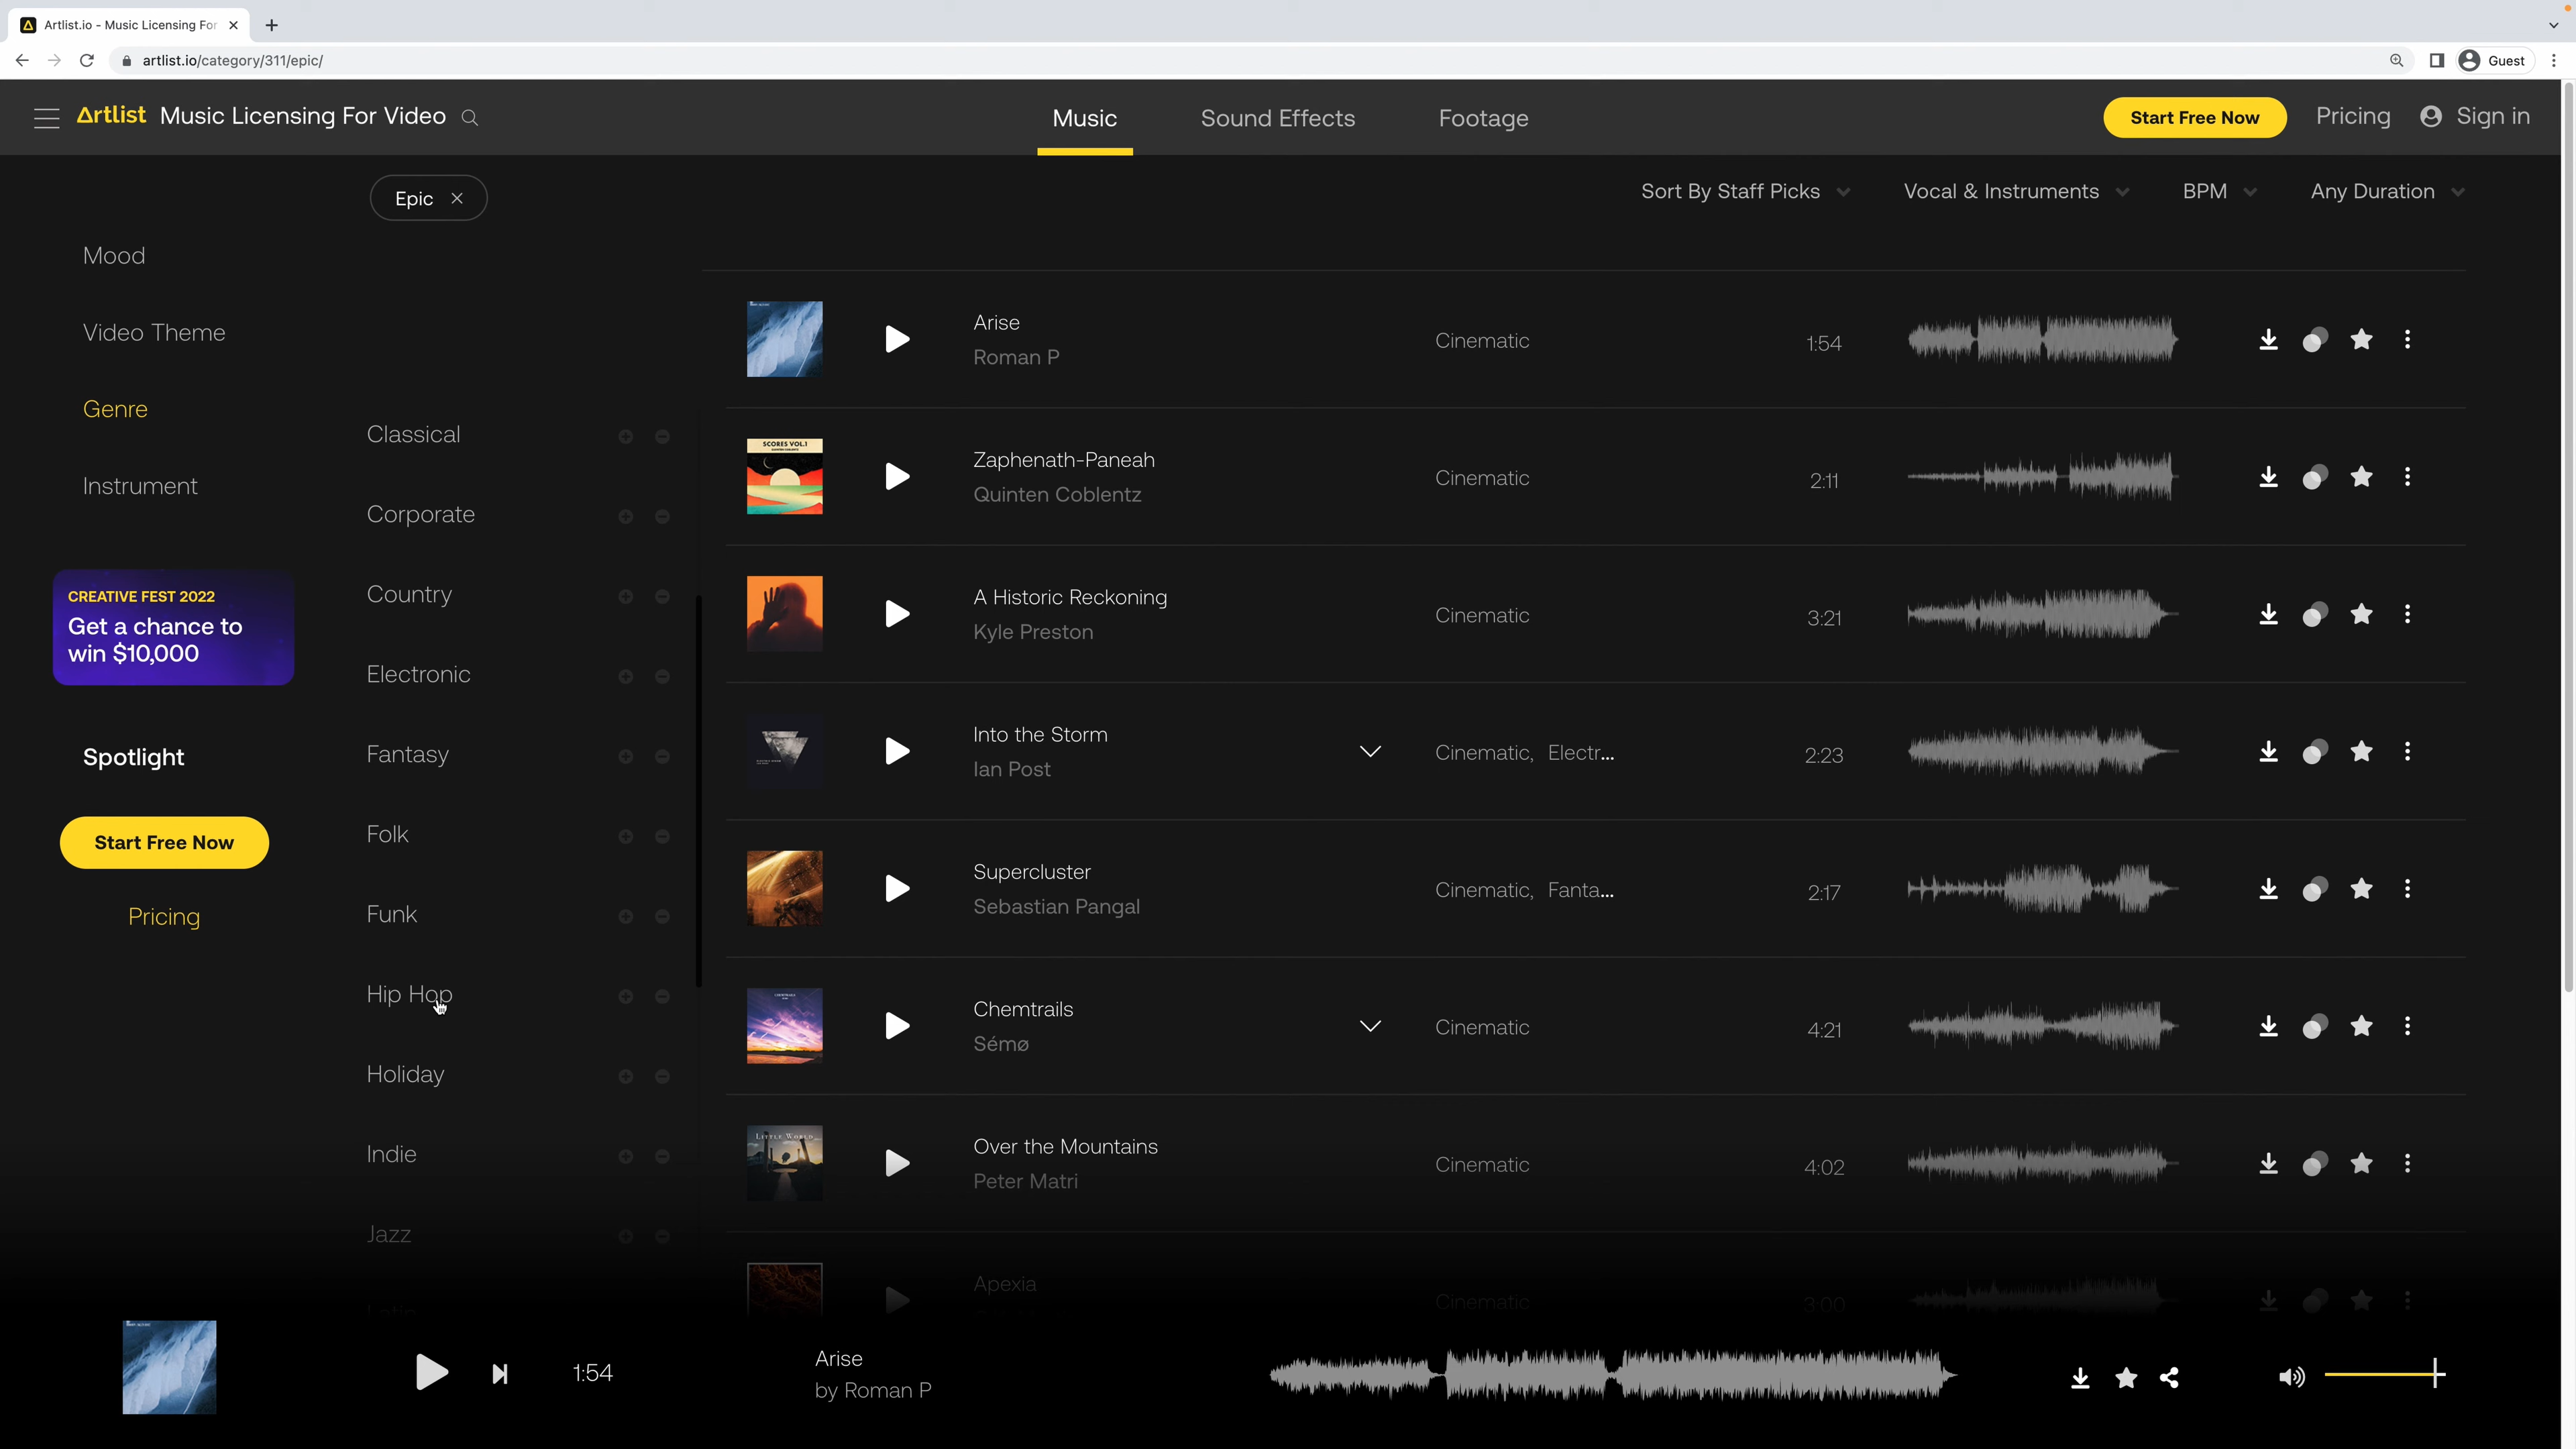 Artlist.io - Music Licensing For
artlist.io/category/311/epic/
Guest
Artlist
Music Licensing For Video
Music
Sound Effects
Footage
Start Free Now
Pricing
Sign in
Epic
Sort By Staff Picks
Vocal & Instruments
BPM
Any Duration
Mood
Video Theme
Genre
Instrument
CREATIVE FEST 2022
Get a chance to
win $10,000
Spotlight
Start Free Now
Pricing
Classical
Corporate
Country
Electronic
Fantasy
Folk
Funk
Hip Hop
Holiday
Indie
Jazz
Latin
Arise
Roman P
Cinematic
1:54
SCORES VOL.1
Zaphenath-Paneah
Quinten Coblentz
Cinematic
2:11
A Historic Reckoning
Kyle Preston
Cinematic
3:21
Into the Storm
Ian Post
Cinematic, Electr...
2:23
Supercluster
Sebastian Pangal
Cinematic, Fanta...
2:17
Chemtrails
Sémø
Cinematic
4:21
LITTLE WORLD
Over the Mountains
Peter Matri
Cinematic
4:02
Apexia
Cinematic
3:00
1:54
Arise
by Roman P